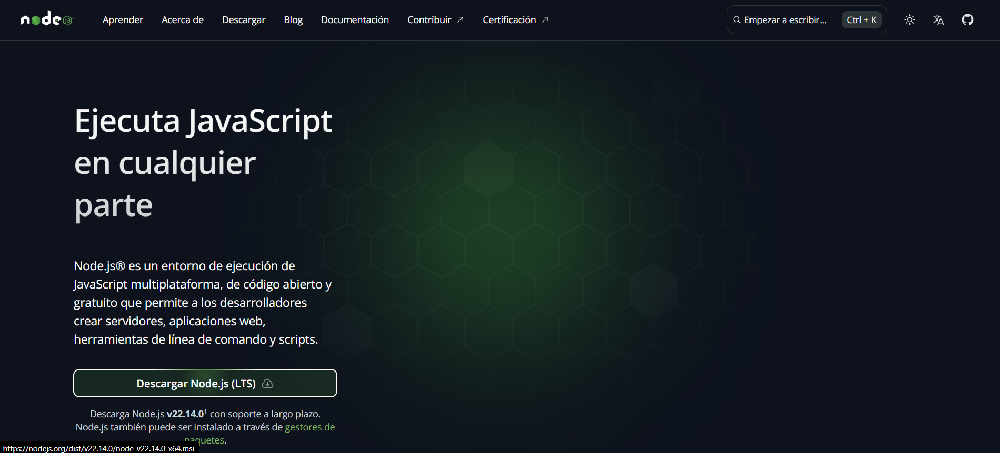 node JS
Aprender Acerca de Descargar Blog Documentación Contribuir Certificación Empezar a escribir... Ctrl + K
Ejecuta JavaScript
en cualquier
parte
Node.js® es un entorno de ejecución de
JavaScript multiplataforma, de código abierto y
gratuito que permite a los desarrolladores
crear servidores, aplicaciones web,
herramientas de línea de comando y scripts.
Descargar Node.js (LTS)
Descarga Node.js v22.14.0¹ con soporte a largo plazo.
Node.js también puede ser instalado a través de gestores de
paquetes.
https://nodejs.org/dist/v22.14.0/node-v22.14.0-x64.msi